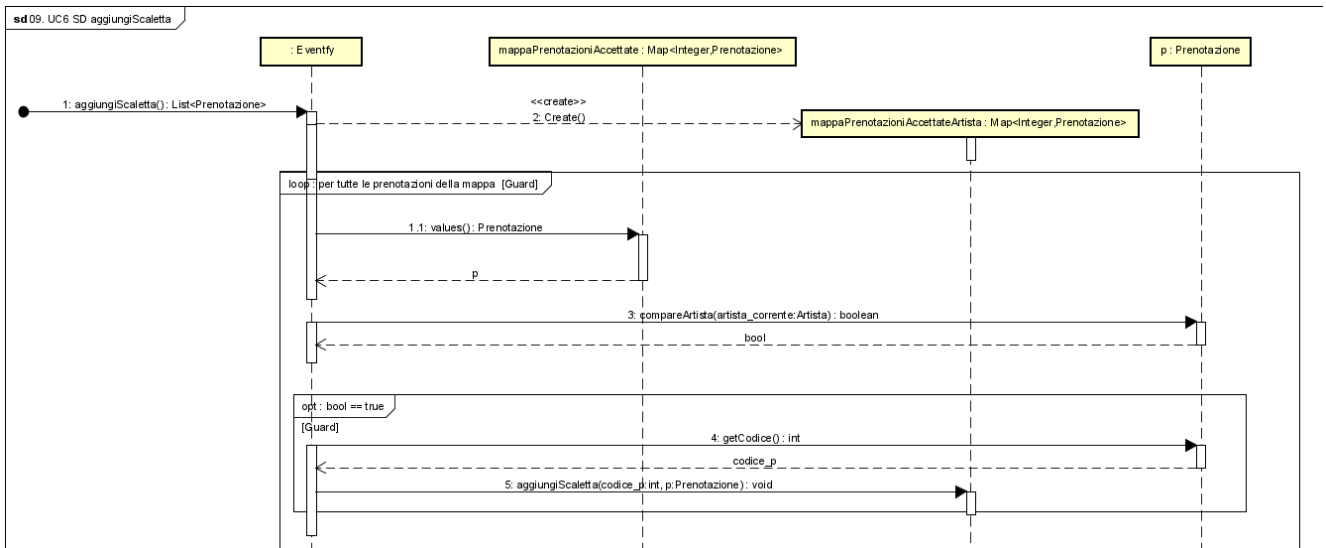 sd 09. UC6 SD aggiungiScaletta
: Eventfy
mappaPrenotazioniAccettate : Map<Integer,Prenotazione>
p : Prenotazione
1: aggiungiScaletta(): List<Prenotazione>
<<create>>
2: Create()
mappaPrenotazioniAccettateArtista : Map<Integer,Prenotazione>
loop : per tutte le prenotazioni della mappa [Guard]
1.1: values(): Prenotazione
p
3: compareArtista(artista_corrente:Artista) : boolean
bool
opt : bool == true
[Guard]
4: getCodice() : int
codice_p
5: aggiungiScaletta(codice_p:int, p:Prenotazione) : void